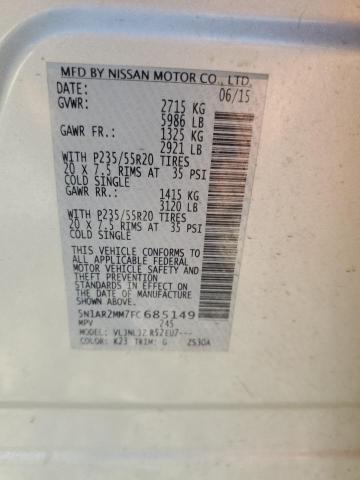 MFD BY NISSAN MOTOR CO., LTD.
DATE: 06/15
GVWR: 2715 KG
5986 LB
GAWR FR.: 1325 KG
2921 LB
WITH P235/55R20 TIRES
20 X 7.5 RIMS AT 35 PSI
COLD SINGLE
GAWR RR.: 1415 KG
3120 LB
WITH P235/55R20 TIRES
20 X 7.5 RIMS AT 35 PSI
COLD SINGLE
THIS VEHICLE CONFORMS TO
ALL APPLICABLE FEDERAL
MOTOR VEHICLE SAFETY
STANDARDS IN EFFECT ON
THE DATE OF MANUFACTURE
SHOWN ABOVE.
5N1AR2MM7FC685149
MPV 245
MODEL:
COLOR: K23 TRIM: G ZS30A